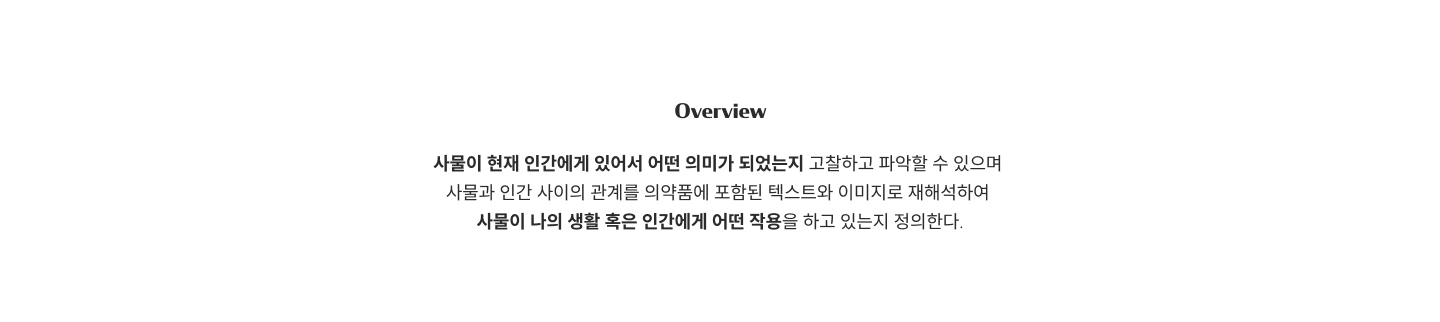 Overview
사물이 현재 인간에게 있어서 어떤 의미가 되었는지 고찰하고 파악할 수 있으며
사물과 인간 사이의 관계를 의약품에 포함된 텍스트와 이미지로 재해석하여
사물이 나의 생활 혹은 인간에게 어떤 작용을 하고 있는지 정의한다.